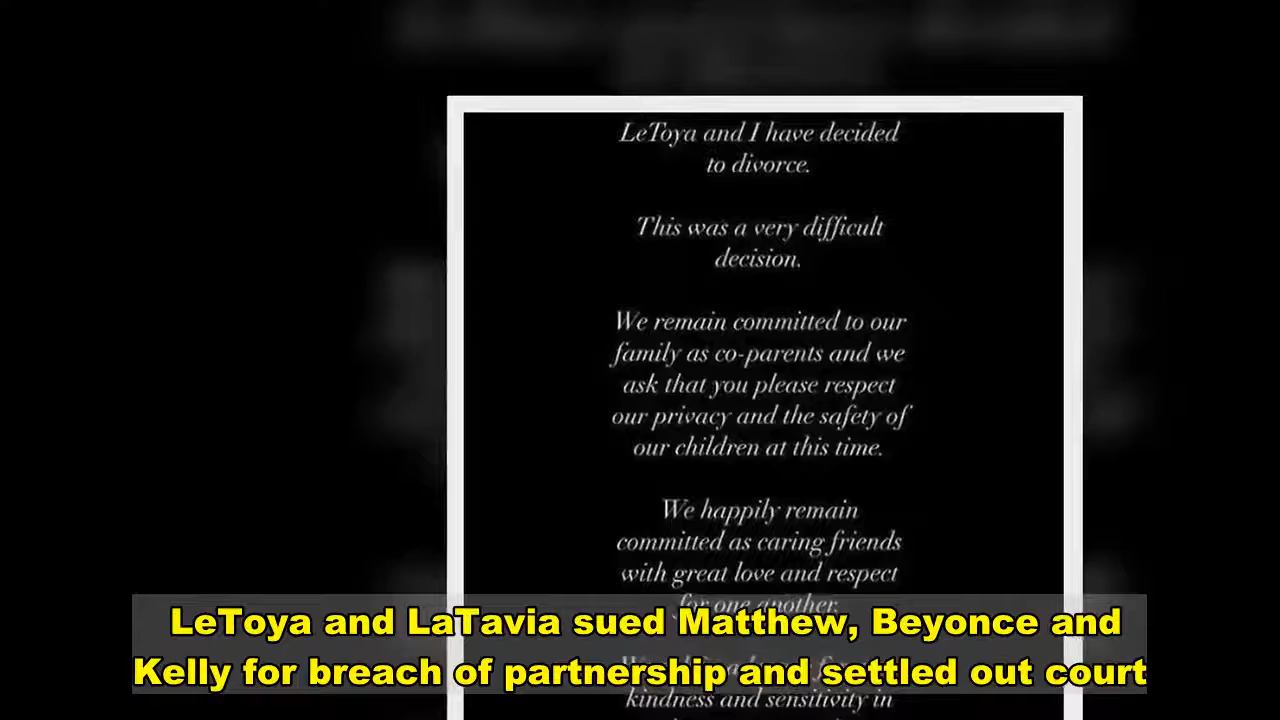 LeToya and I have decided
to divorce.
This was a very difficult
decision.
We remain committed to our
family as co-parents and we
ask that you please respect
our privacy and the safety of
our children at this time.
We happily remain
committed as caring friends
with great love and respect
for one another.
LeToya and LaTavia sued Matthew, Beyonce and
Kelly for breach of partnership and settled out court
kindness and sensitivity in